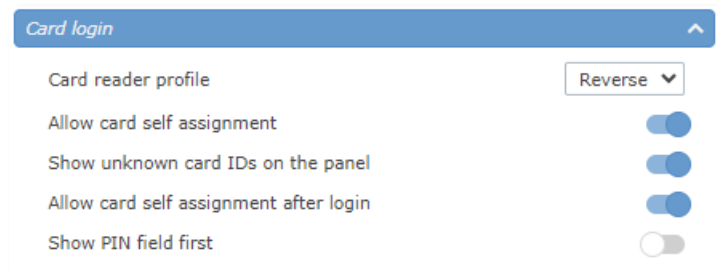 Card login
Card reader profile Reverse
Allow card self assignment
Show unknown card IDs on the panel
Allow card self assignment after login
Show PIN field first